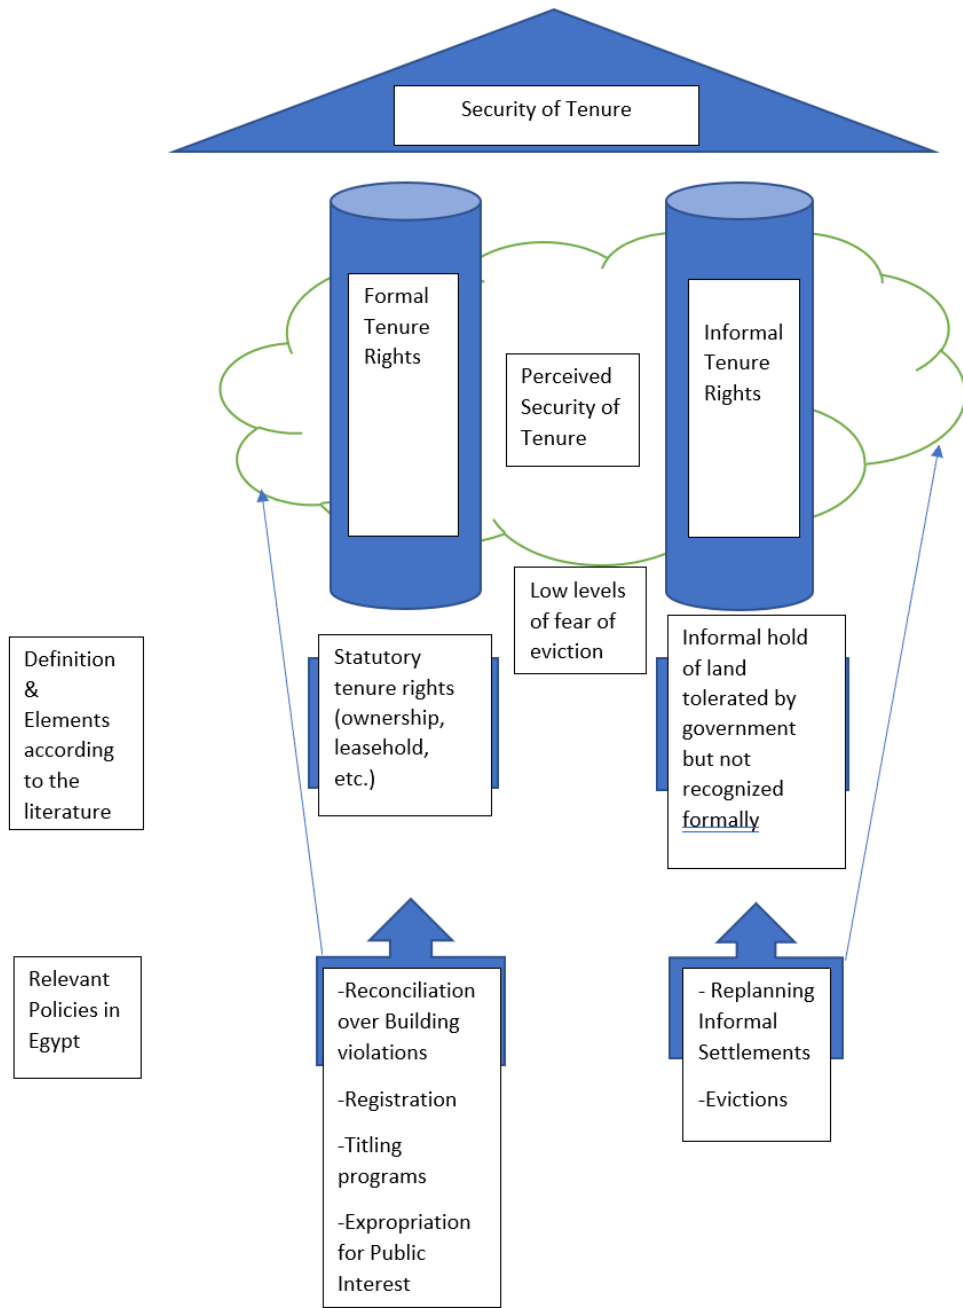 Security of Tenure
Formal
Tenure
Rights
Informal
Tenure
Rights
Perceived
Security of
Tenure
Low levels
of fear of
eviction
Definition
&
Elements
according
to the
literature
Statutory
tenure rights
(ownership,
leasehold,
etc.)
Informal hold
of land
tolerated by
government
but not
recognized
formally
Relevant
Policies in
Egypt
-Reconciliation
over Building
violations
-Registration
-Titling
programs
-Expropriation
for Public
Interest
- Replanning
Informal
Settlements
-Evictions